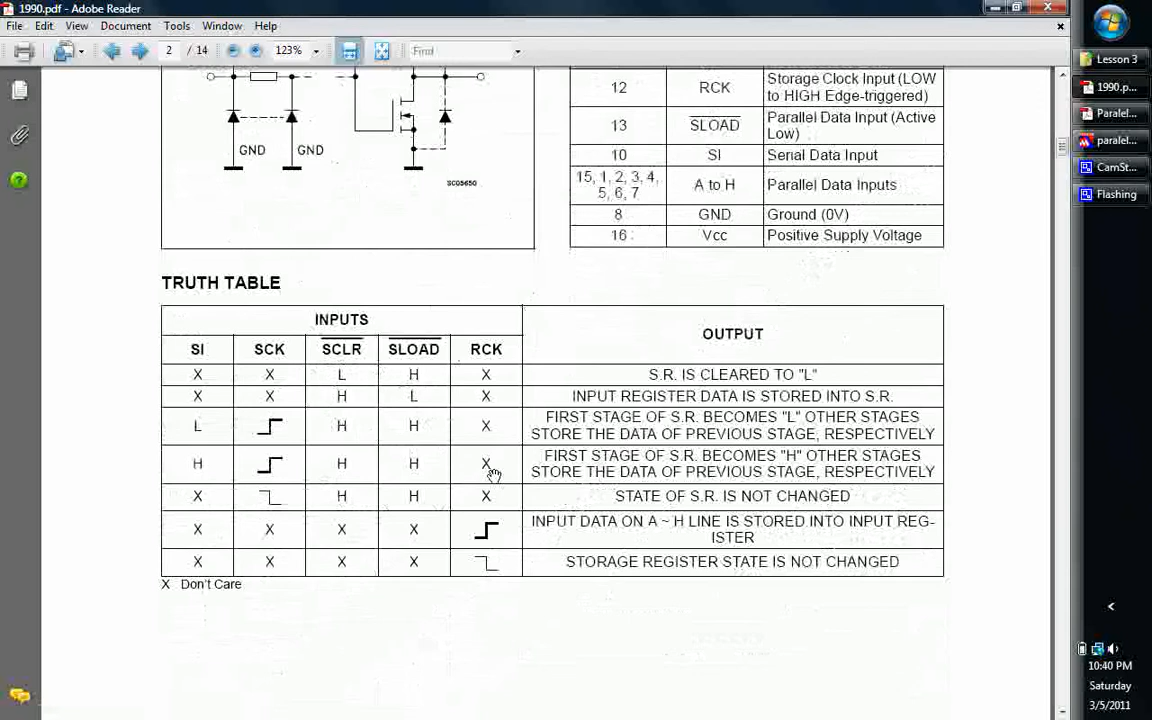 1990.pdf - Adobe Reader
File Edit View Document Tools Window Help
2 / 14 123% Find
GND GND
SC05650
12 RCK Storage Clock Input (LOW
to HIGH Edge-triggered)
13 SLOAD Parallel Data Input (Active
Low)
10 SI Serial Data Input
15, 1, 2, 3, 4,
5, 6, 7 A to H Parallel Data Inputs
8 GND Ground (0V)
16 Vcc Positive Supply Voltage
TRUTH TABLE
INPUTS OUTPUT
SI SCK SCLR SLOAD RCK
X X L H X S.R. IS CLEARED TO "L"
X X H L X INPUT REGISTER DATA IS STORED INTO S.R.
L H H X FIRST STAGE OF S.R. BECOMES "L" OTHER STAGES
STORE THE DATA OF PREVIOUS STAGE, RESPECTIVELY
H H H X FIRST STAGE OF S.R. BECOMES "H" OTHER STAGES
STORE THE DATA OF PREVIOUS STAGE, RESPECTIVELY
X H H X STATE OF S.R. IS NOT CHANGED
X X X X INPUT DATA ON A ~ H LINE IS STORED INTO INPUT REG-
ISTER
X X X X STORAGE REGISTER STATE IS NOT CHANGED
X Don't Care
Lesson 3
1990.p...
Paralel...
paralel...
CamSt...
Flashing
10:40 PM
Saturday
3/5/2011